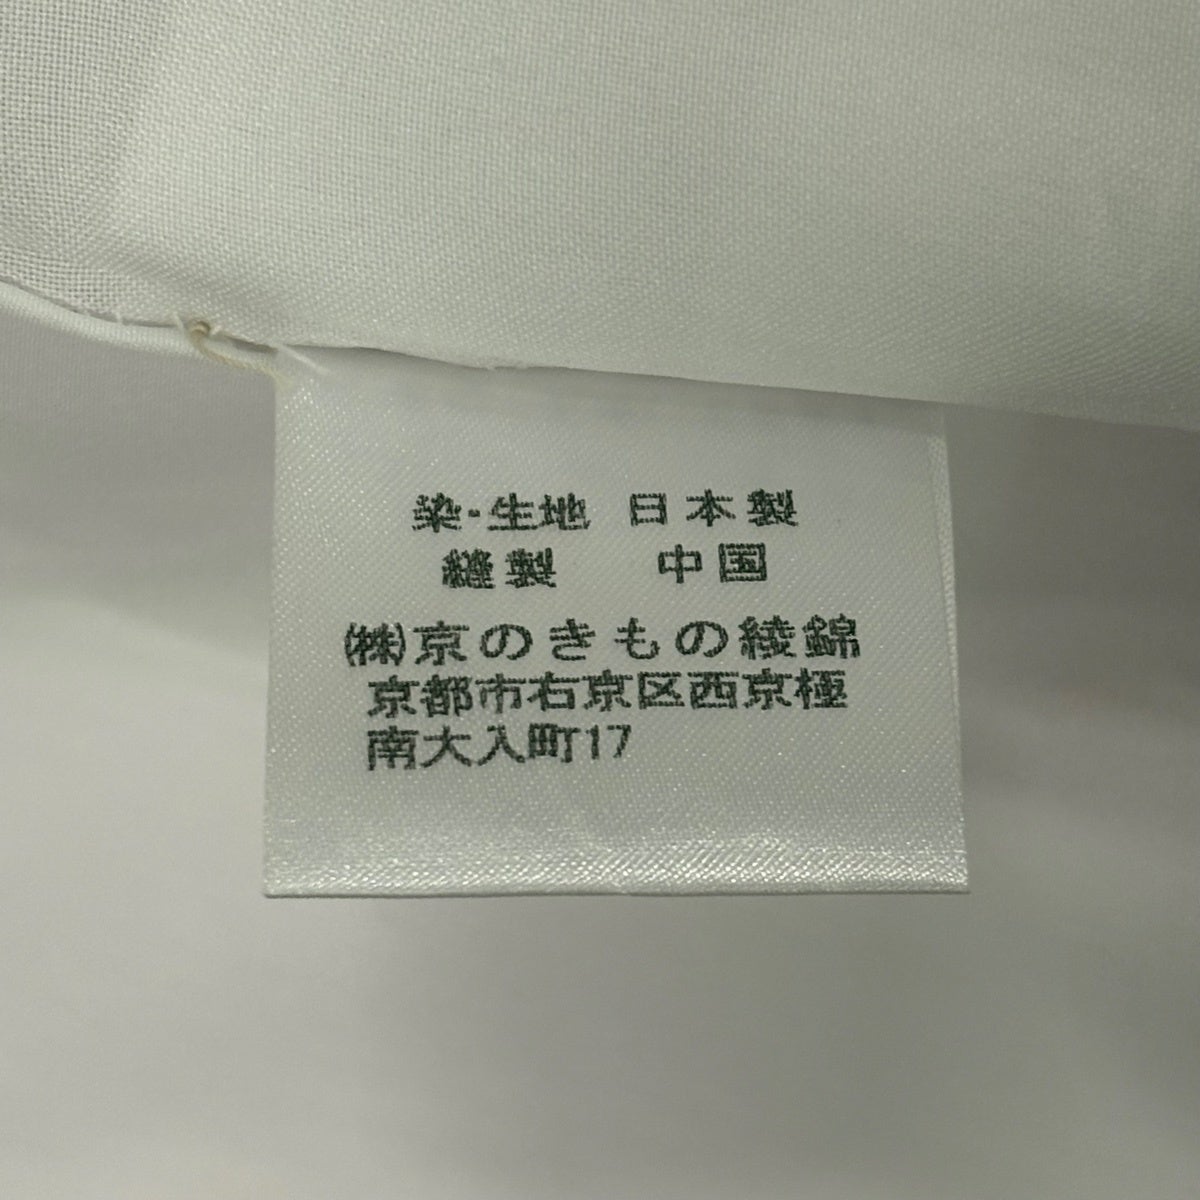 染・生地 日本製
縫製 中国
㈱京のきもの綾錦
京都市右京区西京極
南大入町17